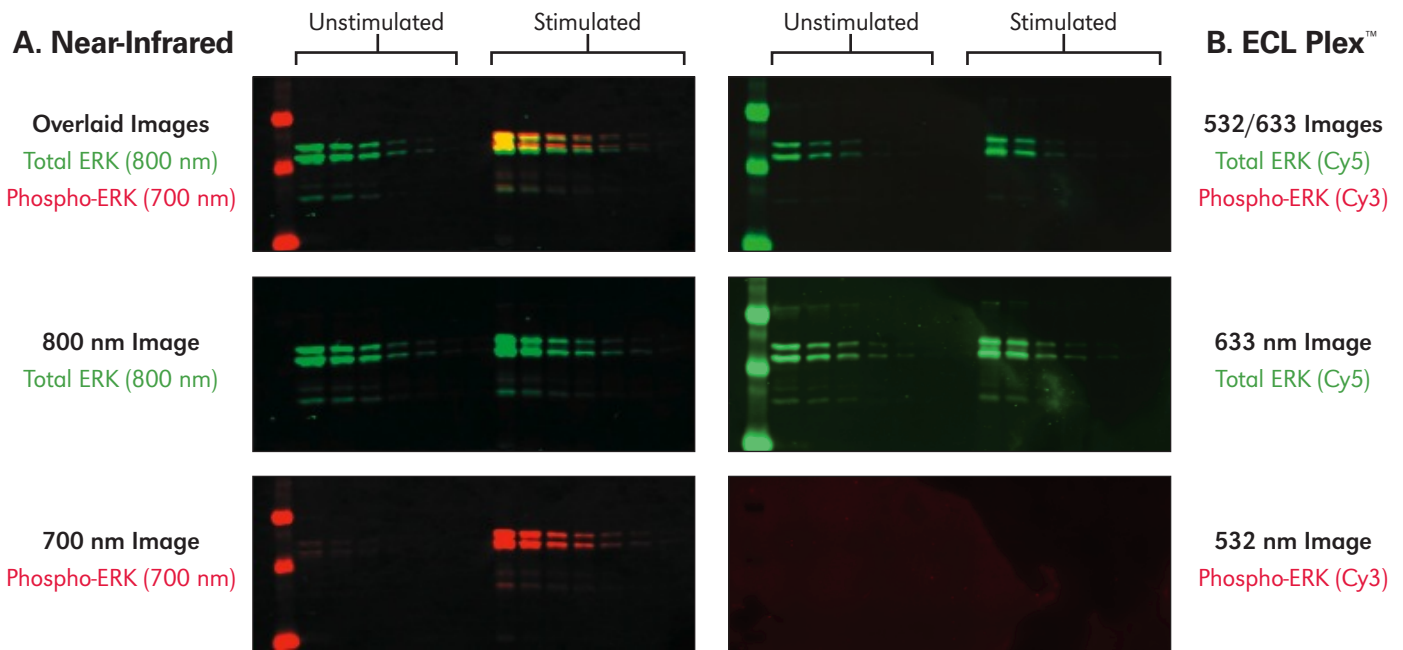 A. Near-Infrared
Unstimulated
Stimulated
Overlaid Images
Total ERK (800 nm)
Phospho-ERK (700 nm)
800 nm Image
Total ERK (800 nm)
700 nm Image
Phospho-ERK (700 nm)
Unstimulated
Stimulated
B. ECL Plex™
532/633 Images
Total ERK (Cy5)
Phospho-ERK (Cy3)
633 nm Image
Total ERK (Cy5)
532 nm Image
Phospho-ERK (Cy3)